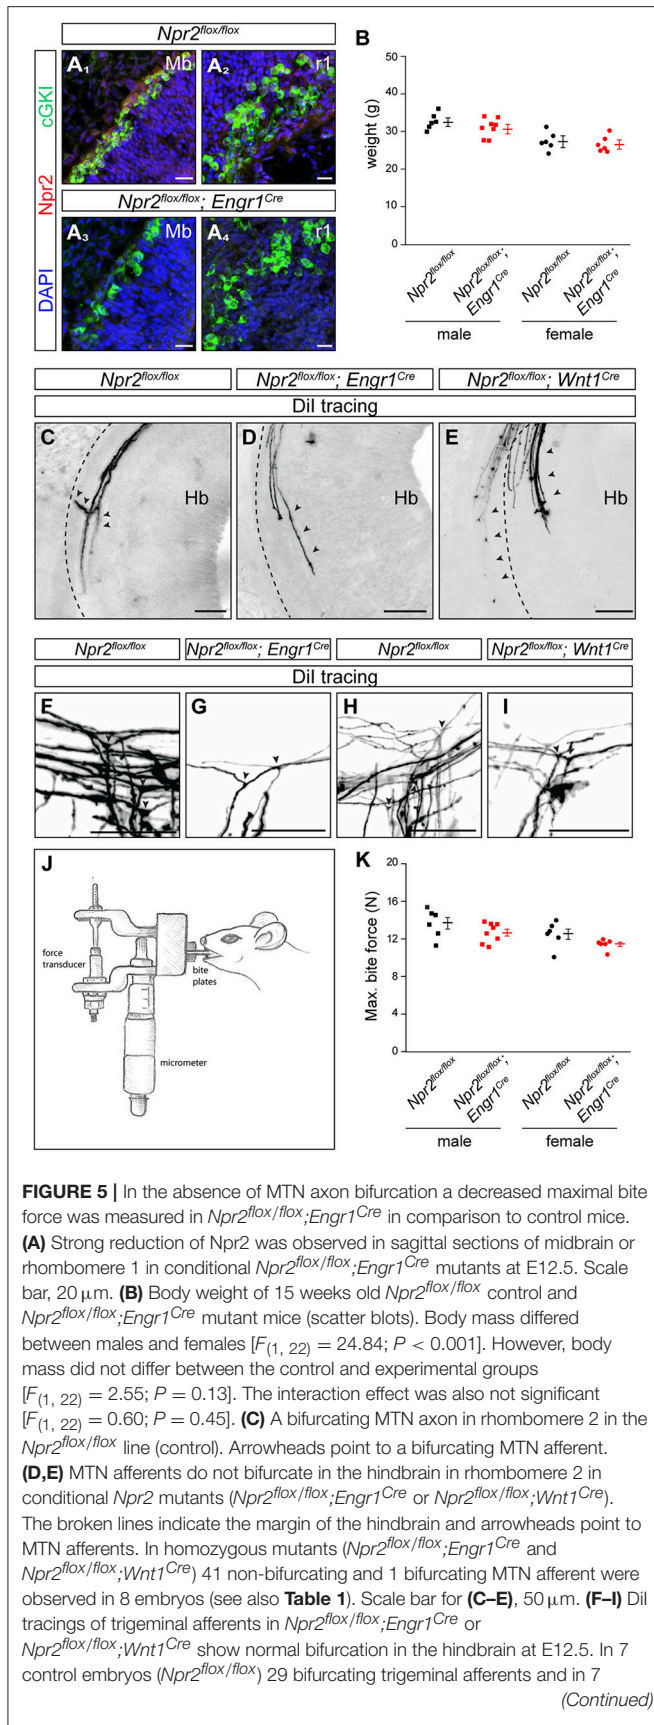 Npr2flox/flox
A1
Mb
A2
r1
cGKI
Npr2
DAPI
Npr2flox/flox; Engr1Cre
A3
Mb
A4
r1
B
weight (g)
50
40
30
20
10
0
Npr2flox/flox
Npr2flox/flox; Engr1Cre
Npr2flox/flox
Npr2flox/flox; Engr1Cre
male
female
Npr2flox/flox
Npr2flox/flox; Engr1Cre
Npr2flox/flox; Wnt1Cre
DiI tracing
C
Hb
D
Hb
E
Hb
Npr2flox/flox
Npr2flox/flox; Engr1Cre
Npr2flox/flox
Npr2flox/flox; Wnt1Cre
DiI tracing
F
G
H
I
J
force
transducer
bite
plates
micrometer
K
Max. bite force (N)
20
16
12
8
4
0
Npr2flox/flox
Npr2flox/flox; Engr1Cre
Npr2flox/flox
Npr2flox/flox; Engr1Cre
male
female
FIGURE 5 | In the absence of MTN axon bifurcation a decreased maximal bite
force was measured in Npr2flox/flox;Engr1Cre in comparison to control mice.
(A) Strong reduction of Npr2 was observed in sagittal sections of midbrain or
rhombomere 1 in conditional Npr2flox/flox;Engr1Cre mutants at E12.5. Scale
bar, 20 μm. (B) Body weight of 15 weeks old Npr2flox/flox control and
Npr2flox/flox;Engr1Cre mutant mice (scatter blots). Body mass differed
between males and females [F(1, 22) = 24.84; P < 0.001]. However, body
mass did not differ between the control and experimental groups
[F(1, 22) = 2.55; P = 0.13]. The interaction effect was also not significant
[F(1, 22) = 0.60; P = 0.45]. (C) A bifurcating MTN axon in rhombomere 2 in the
Npr2flox/flox line (control). Arrowheads point to a bifurcating MTN afferent.
(D,E) MTN afferents do not bifurcate in the hindbrain in rhombomere 2 in
conditional Npr2 mutants (Npr2flox/flox;Engr1Cre or Npr2flox/flox;Wnt1Cre).
The broken lines indicate the margin of the hindbrain and arrowheads point to
MTN afferents. In homozygous mutants (Npr2flox/flox;Engr1Cre and
Npr2flox/flox;Wnt1Cre) 41 non-bifurcating and 1 bifurcating MTN afferent were
observed in 8 embryos (see also Table 1). Scale bar for (C–E), 50 μm. (F–I) DiI
tracings of trigeminal afferents in Npr2flox/flox;Engr1Cre or
Npr2flox/flox;Wnt1Cre show normal bifurcation in the hindbrain at E12.5. In 7
control embryos (Npr2flox/flox) 29 bifurcating trigeminal afferents and in 7
(Continued)